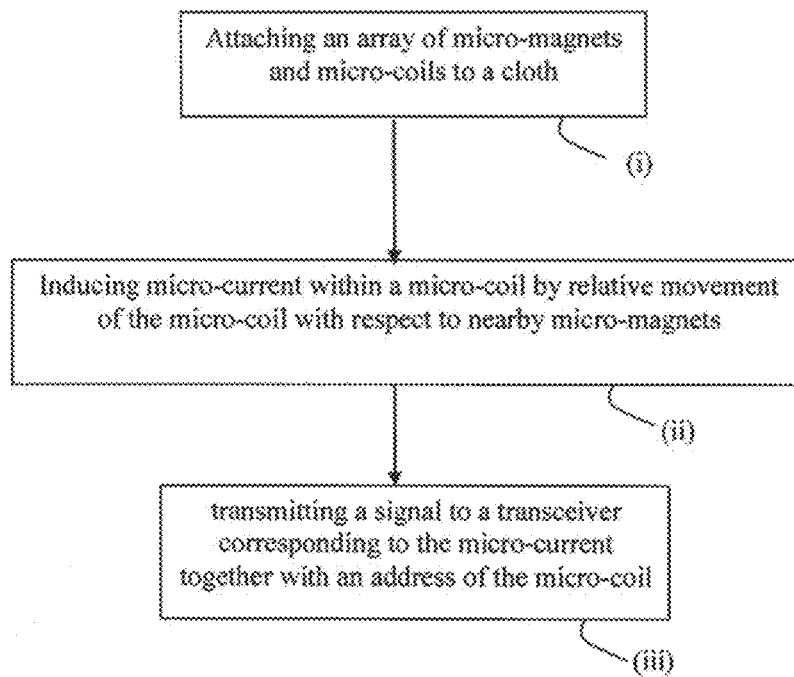 Attaching an array of micro-magnets
and micro-coils to a cloth
(i)
Inducing micro-current within a micro-coil by relative movement
of the micro-coil with respect to nearby micro-magnets
(ii)
transmitting a signal to a transceiver
corresponding to the micro-current
together with an address of the micro-coil
(iii)